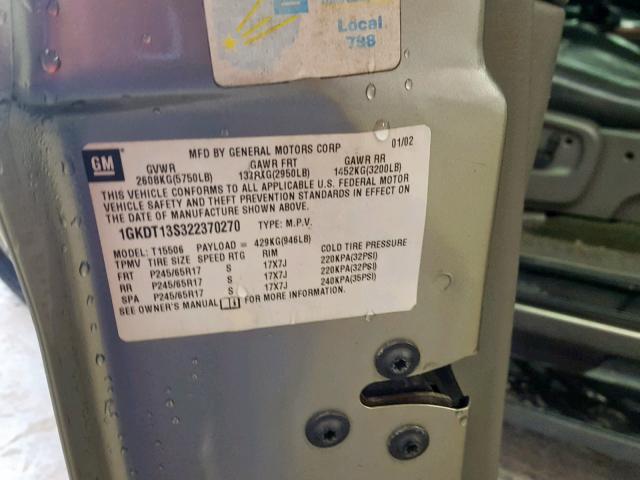 Local
798
GM
MFD BY GENERAL MOTORS CORP 01/02
GVWR GAWR FRT GAWR RR
2608KG(5750LB) 1338KG(2950LB) 1452KG(3200LB)
THIS VEHICLE CONFORMS TO ALL APPLICABLE U.S. FEDERAL MOTOR
VEHICLE SAFETY AND THEFT PREVENTION STANDARDS IN EFFECT ON
THE DATE OF MANUFACTURE SHOWN ABOVE.
1GKDT13S322370270 TYPE: M.P.V.
MODEL: T15506 PAYLOAD = 429KG(946LB)
TPMV TIRE SIZE SPEED RTG RIM COLD TIRE PRESSURE
FRT P245/65R17 S 17X7J 220KPA(32PSI)
RR P245/65R17 S 17X7J 220KPA(32PSI)
SPA P245/65R17 S 17X7J 240KPA(35PSI)
SEE OWNER'S MANUAL FOR MORE INFORMATION.